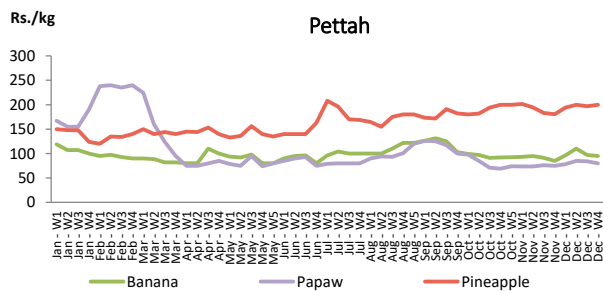 Rs./kg
Pettah
300
250
200
150
100
50
0
Jan - W1
Jan - W2
Jan - W3
Jan - W4
Feb - W1
Feb - W2
Feb - W3
Feb - W4
Mar - W1
Mar - W2
Mar - W3
Mar - W4
Apr - W1
Apr - W2
Apr - W3
Apr - W4
May - W1
May - W2
May - W3
May - W4
May - W5
Jun - W1
Jun - W2
Jun - W3
Jun - W4
Jul - W1
Jul - W2
Jul - W3
Jul - W4
Aug - W1
Aug - W2
Aug - W3
Aug - W4
Aug - W5
Sep - W1
Sep - W2
Sep - W3
Sep - W4
Oct - W1
Oct - W2
Oct - W3
Oct - W4
Oct - W5
Nov - W1
Nov - W2
Nov - W3
Nov - W4
Dec - W1
Dec - W2
Dec - W3
Dec - W4
Banana
Papaw
Pineapple